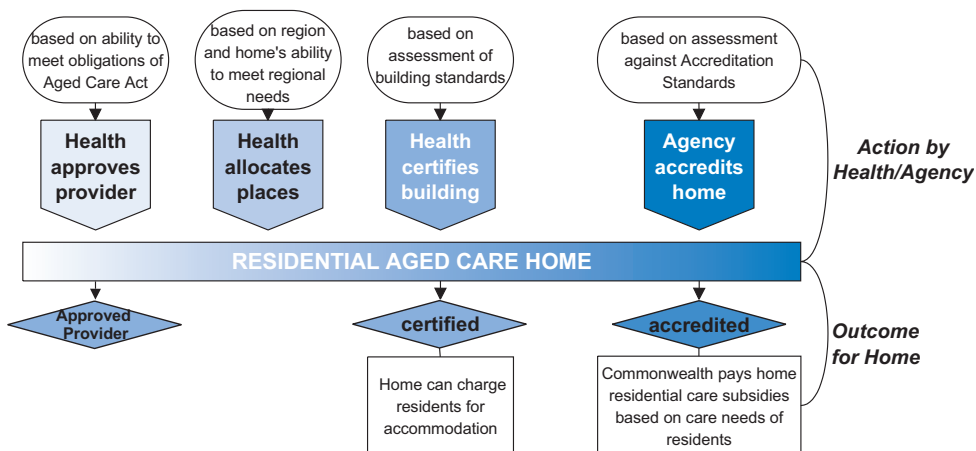 based on ability to
meet obligations of
Aged Care Act
based on region
and home's ability
to meet regional
needs
based on
assessment of
building standards
based on assessment
against Accreditation
Standards
Health
approves
provider
Health
allocates
places
Health
certifies
building
Agency
accredits
home
Action by
Health/Agency
RESIDENTIAL AGED CARE HOME
Approved
Provider
certified
accredited
Outcome
for Home
Home can charge
residents for
accommodation
Commonwealth pays home
residential care subsidies
based on care needs of
residents